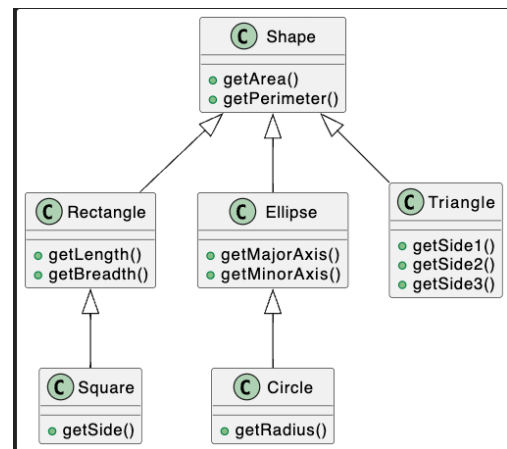 C Shape
getArea()
getPerimeter()
C Rectangle
getLength()
getBreadth()
C Ellipse
getMajorAxis()
getMinorAxis()
C Triangle
getSide1()
getSide2()
getSide3()
C Square
getSide()
C Circle
getRadius()